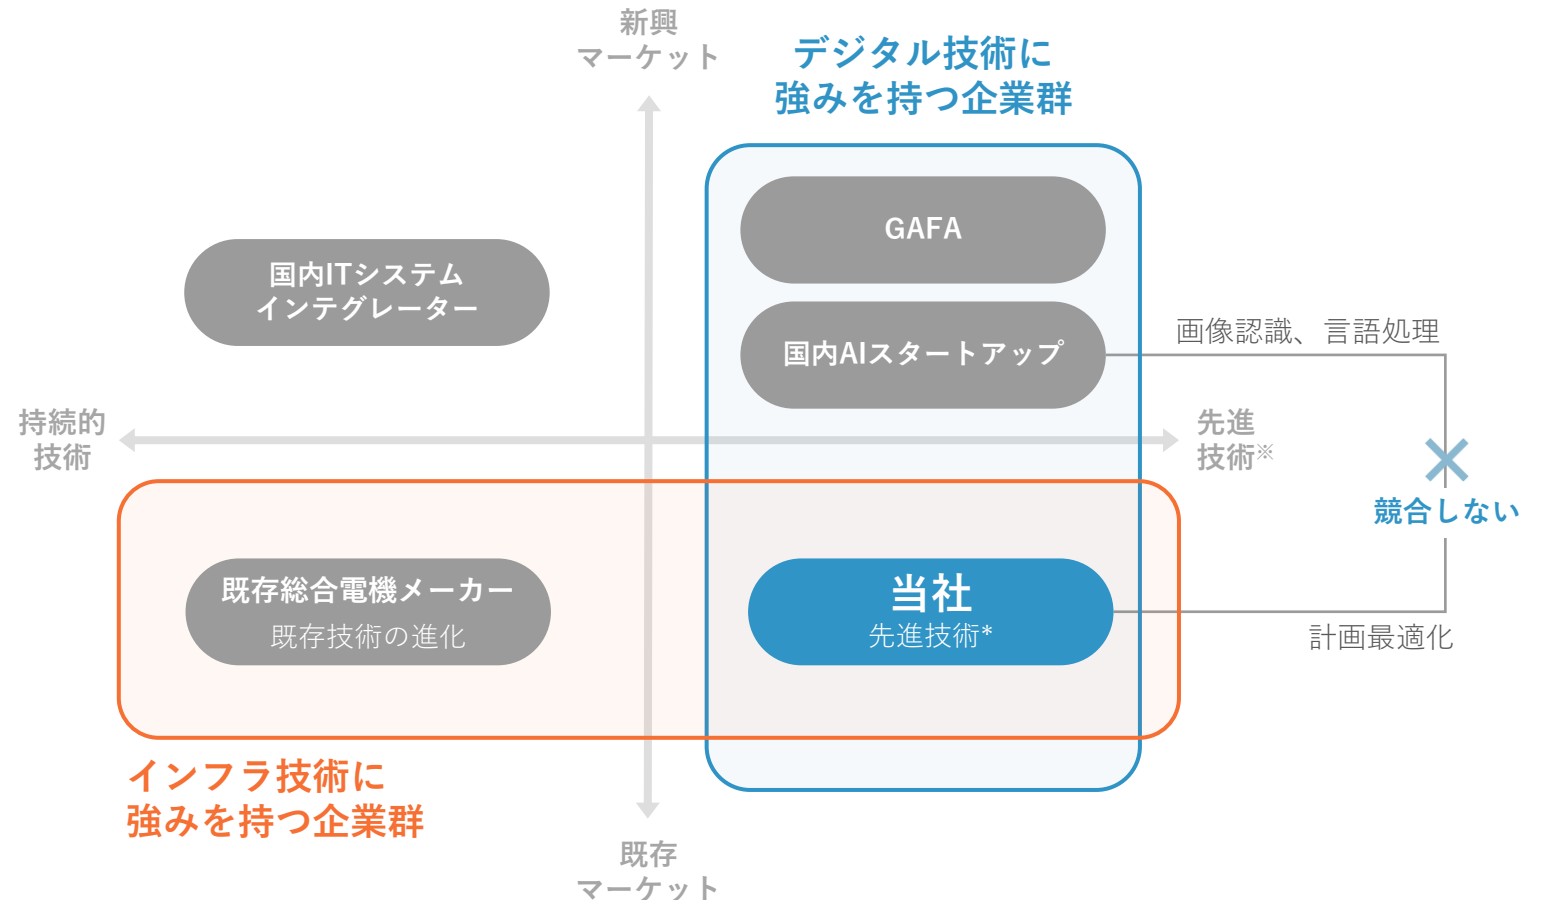 新興
マーケット
デジタル技術に
強みを持つ企業群
GAFA
国内ITシステム
インテグレーター
国内AIスタートアップ
画像認識、言語処理
持続的
技術
先進
技術※
競合しない
既存総合電機メーカー
既存技術の進化
当社
先進技術*
計画最適化
インフラ技術に
強みを持つ企業群
既存
マーケット